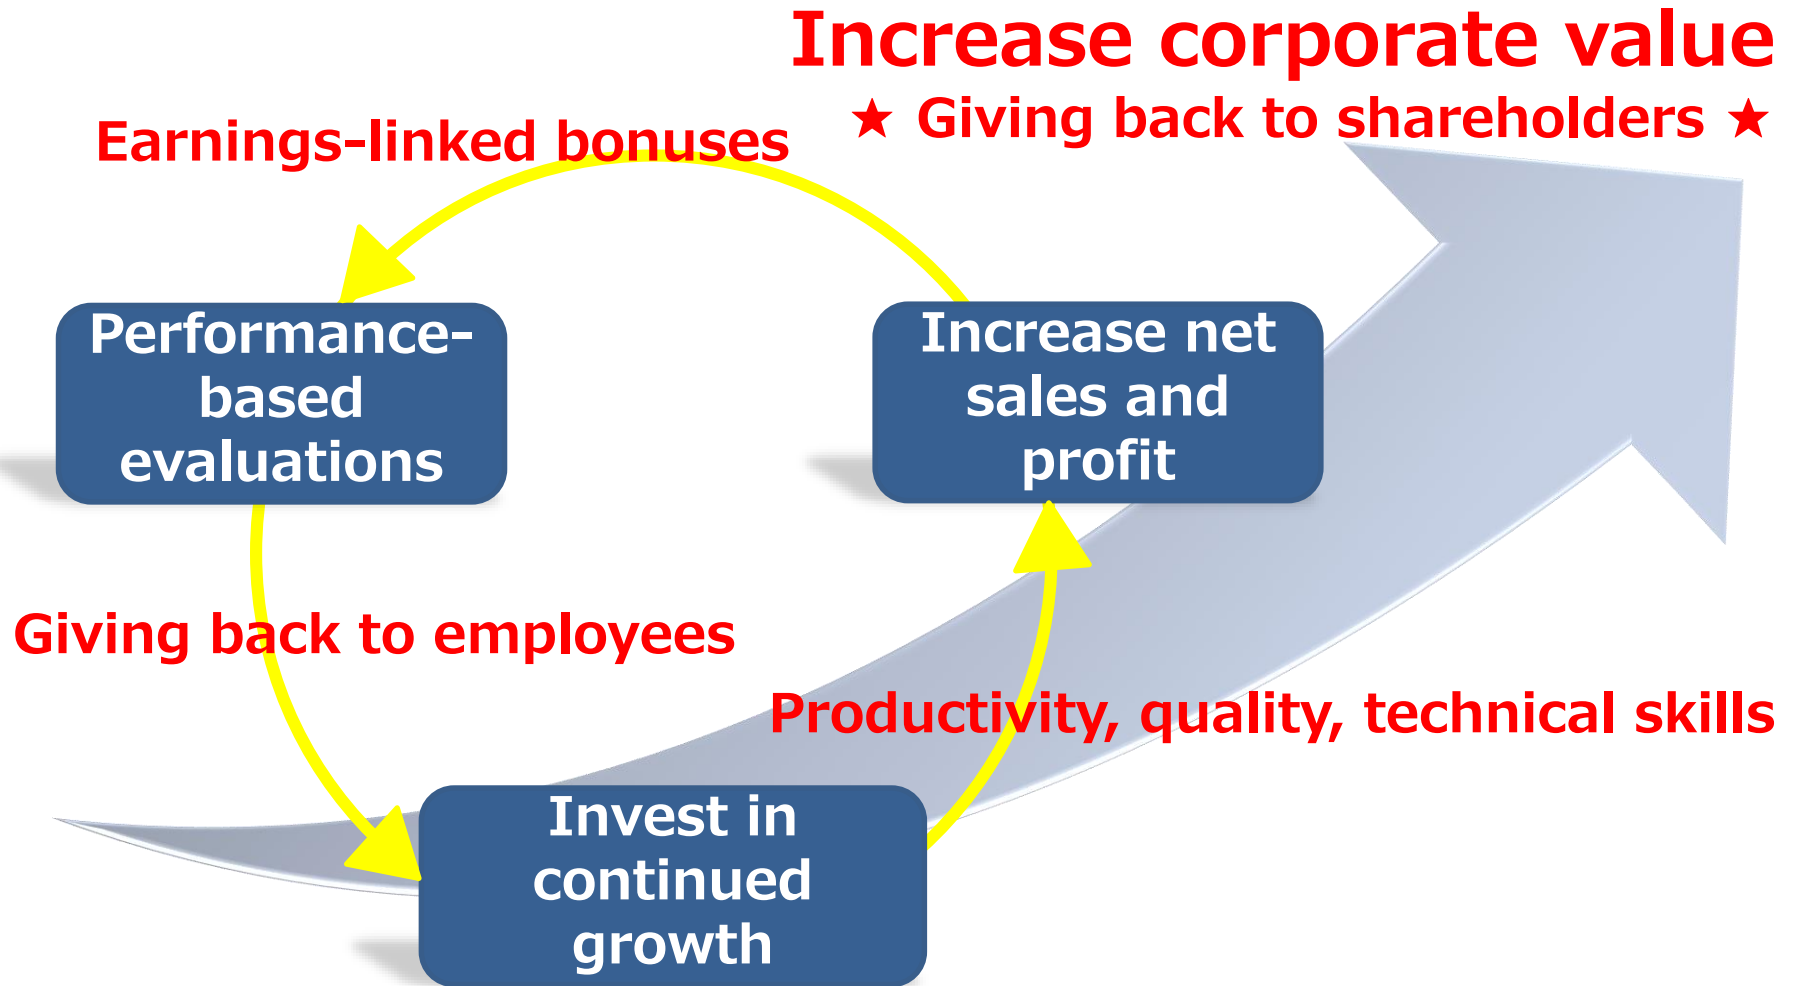 Increase corporate value
★ Giving back to shareholders ★
Earnings-linked bonuses
Performance-
based
evaluations
Increase net
sales and
profit
Giving back to employees
Productivity, quality, technical skills
Invest in
continued
growth